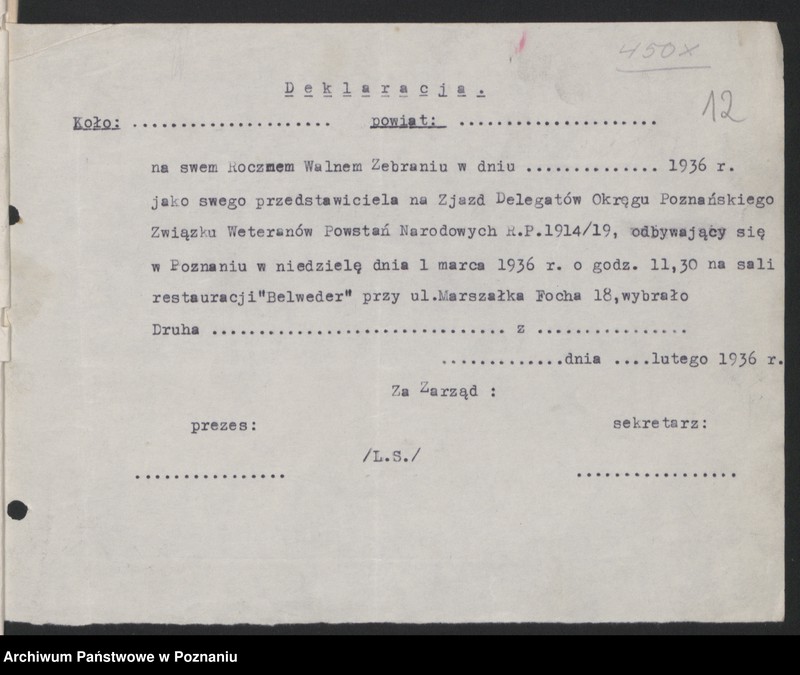 450x
12
Deklaracja.
Koło: ..................... powiat: .....................
na swem Rocznem Walnem Zebraniu w dniu .............. 1936 r.
jako swego przedstawiciela na Zjazd Delegatów Okręgu Poznańskiego
Związku Weteranów Powstań Narodowych R.P.1914/19, odbywający się
w Poznaniu w niedzielę dnia 1 marca 1936 r. o godz. 11,30 na sali
restauracji"Belweder" przy ul.Marszałka Focha 18,wybrało
Druha ............................... z ................
.............dnia ....lutego 1936 r.
Za Zarząd :
prezes: sekretarz:
/L.S./
................ .................
Archiwum Państwowe w Poznaniu